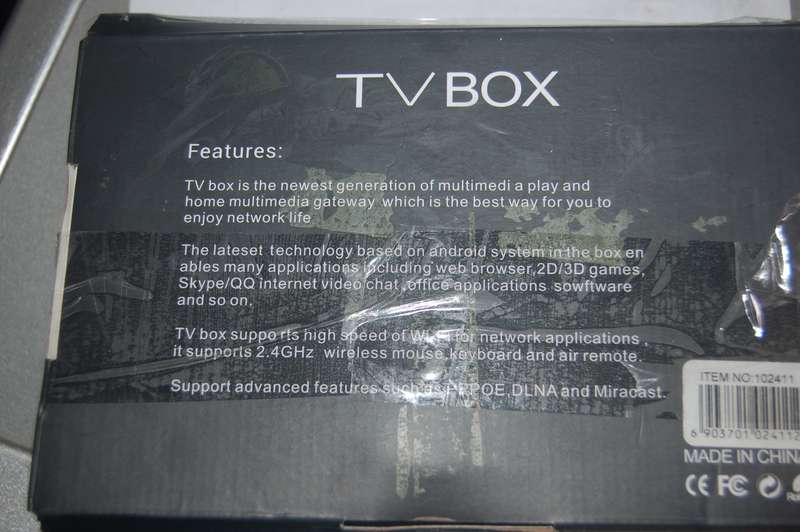 TV BOX
Features:
TV box is the newest generation of multimedi a play and
home multimedia gateway which is the best way for you to
enjoy network life
The lateset technology based on android system in the box en
ables many applications including web browser,2D/3D games,
Skype/QQ internet video chat ,office applications sowftware
and so on,
TV box suppo rts high speed of Wi-Fi for network applications ,
it supports 2.4GHz wireless mouse,keyboard and air remote.
Support advanced features such as PPPOE,DLNA and Miracast.
ITEM NO:102411
6 903701 02411
MADE IN CHINA
CE FC